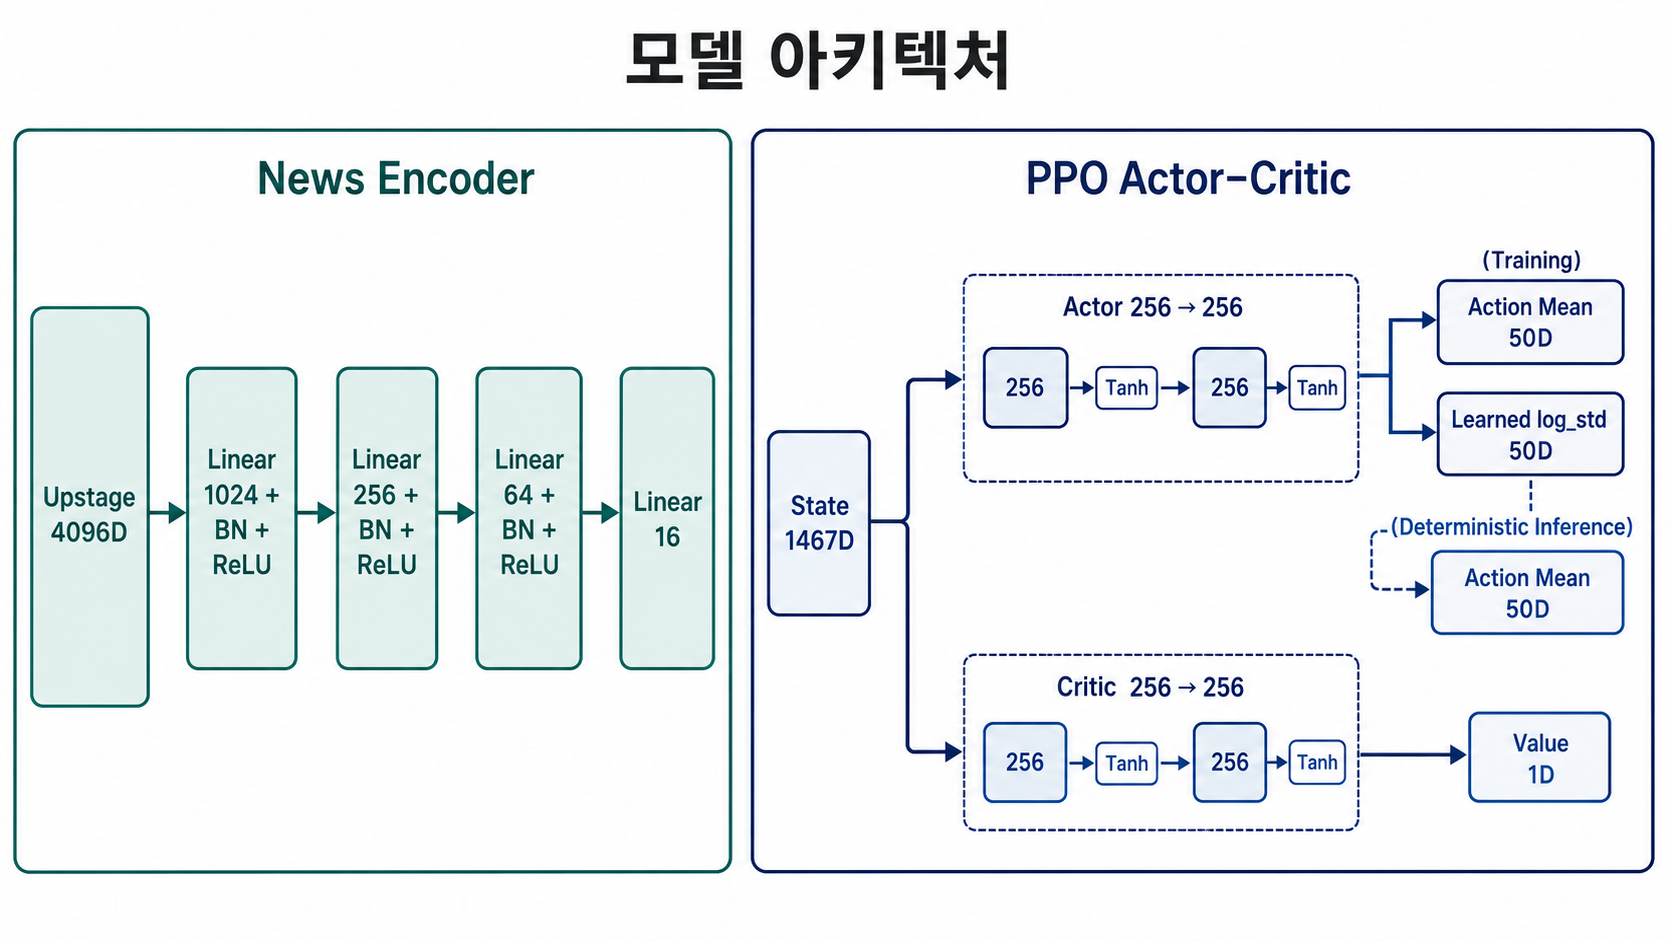 모델 아키텍처
News Encoder
Upstage
4096D
Linear
1024 +
BN +
ReLU
Linear
256 +
BN +
ReLU
Linear
64 +
BN +
ReLU
Linear
16
PPO Actor–Critic
State
1467D
Actor 256 → 256
256
Tanh
256
Tanh
(Training)
Action Mean
50D
Learned log_std
50D
(Deterministic Inference)
Action Mean
50D
Critic 256 → 256
256
Tanh
256
Tanh
Value
1D